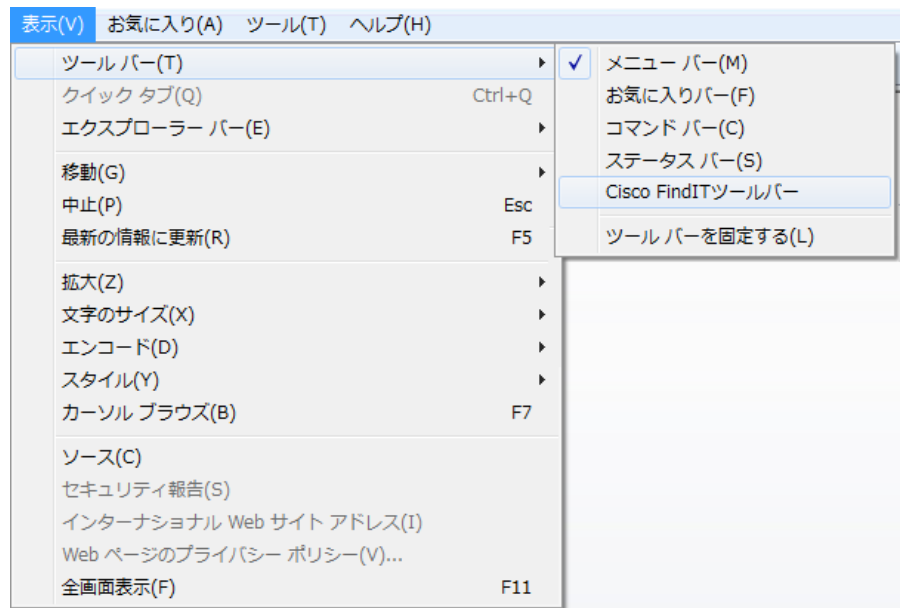 表示(V) お気に入り(A) ツール(T) ヘルプ(H)
ツール バー(T)
クイック タブ(Q) Ctrl+Q
エクスプローラー バー(E)
移動(G)
中止(P) Esc
最新の情報に更新(R) F5
拡大(Z)
文字のサイズ(X)
エンコード(D)
スタイル(Y)
カーソル ブラウズ(B) F7
ソース(C)
セキュリティ報告(S)
インターナショナル Web サイト アドレス(I)
Web ページのプライバシー ポリシー(V)...
全画面表示(F) F11
メニュー バー(M)
お気に入りバー(F)
コマンド バー(C)
ステータス バー(S)
Cisco FindITツールバー
ツール バーを固定する(L)